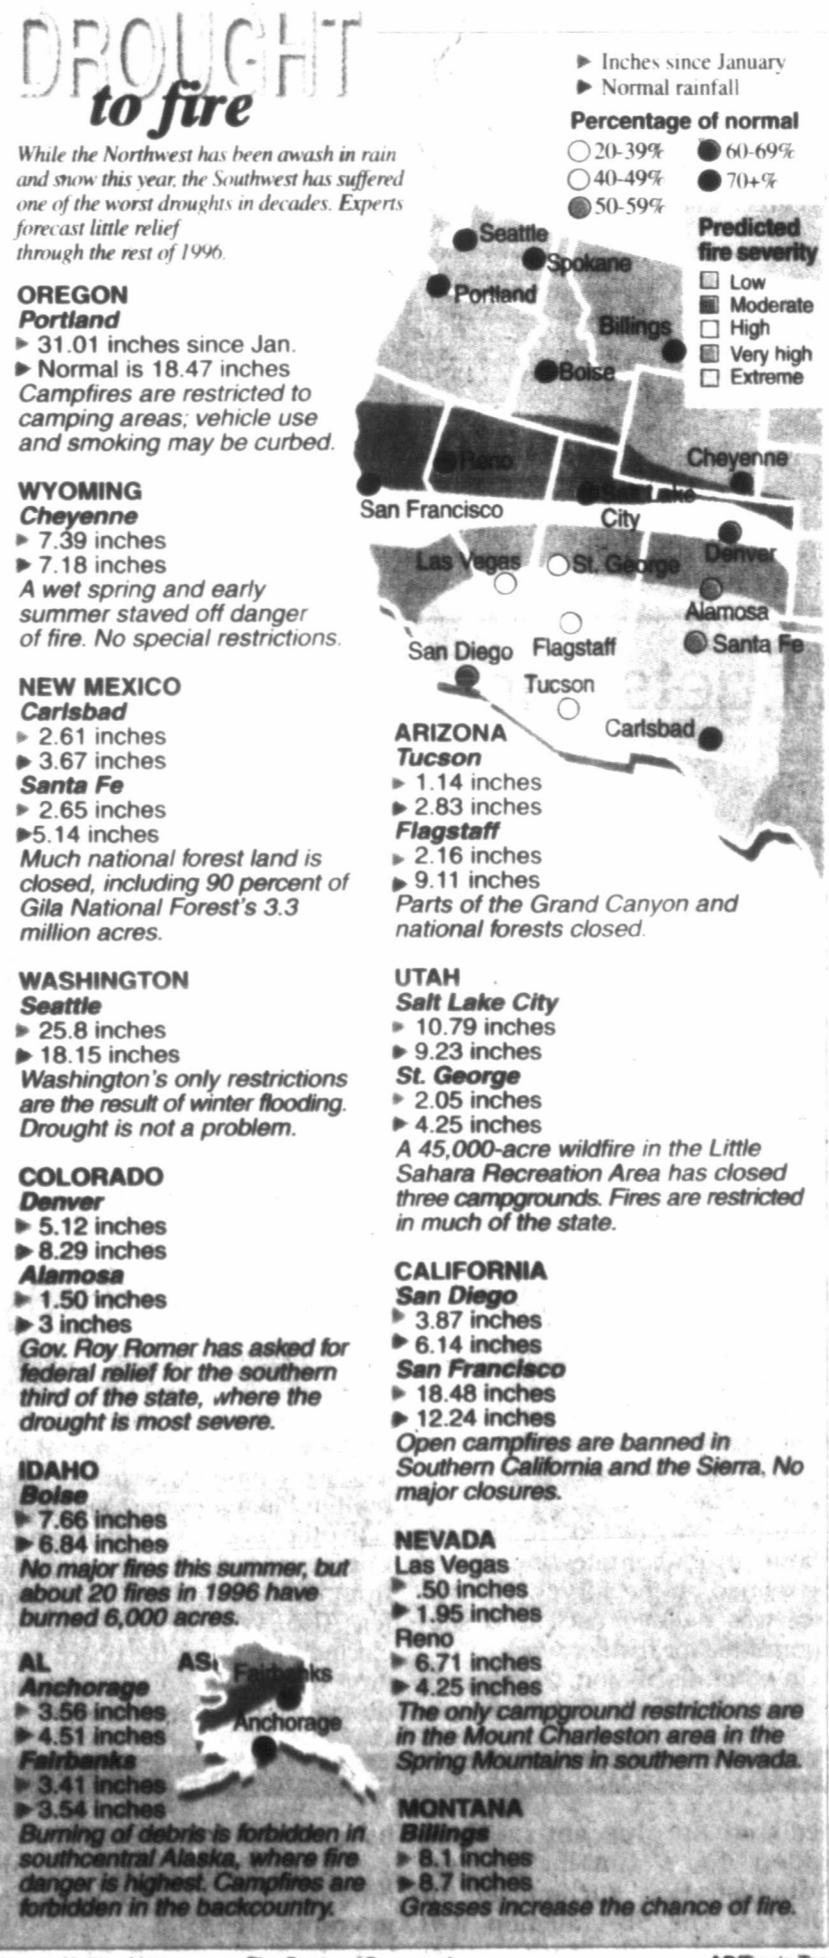 DROUGHT
to fire
While the Northwest has been awash in rain
and snow this year, the Southwest has suffered
one of the worst droughts in decades. Experts
forecast little relief
through the rest of 1996.
Inches since January
Normal rainfall
Percentage of normal
20-39% 60-69%
40-49% 70+%
50-59%
Predicted
fire severity
Low
Moderate
High
Very high
Extreme
Seattle
Spokane
Portland
Billings
Boise
Reno
Cheyenne
San Francisco
Salt Lake
City
Las Vegas
St. George
Denver
Alamosa
San Diego
Flagstaff
Santa Fe
Tucson
Carlsbad
OREGON
Portland
31.01 inches since Jan.
Normal is 18.47 inches
Campfires are restricted to
camping areas; vehicle use
and smoking may be curbed.
WYOMING
Cheyenne
7.39 inches
7.18 inches
A wet spring and early
summer staved off danger
of fire. No special restrictions.
NEW MEXICO
Carlsbad
2.61 inches
3.67 inches
Santa Fe
2.65 inches
5.14 inches
Much national forest land is
closed, including 90 percent of
Gila National Forest's 3.3
million acres.
WASHINGTON
Seattle
25.8 inches
18.15 inches
Washington's only restrictions
are the result of winter flooding.
Drought is not a problem.
COLORADO
Denver
5.12 inches
8.29 inches
Alamosa
1.50 inches
3 inches
Gov. Roy Romer has asked for
federal relief for the southern
third of the state, where the
drought is most severe.
IDAHO
Boise
7.66 inches
6.84 inches
No major fires this summer, but
about 20 fires in 1996 have
burned 6,000 acres.
AL AS
Anchorage
3.56 inches
4.51 inches
Fairbanks
3.41 inches
3.54 inches
Burning of debris is forbidden in
southcentral Alaska, where fire
danger is highest. Campfires are
forbidden in the backcountry.
Fairbanks
Anchorage
ARIZONA
Tucson
1.14 inches
2.83 inches
Flagstaff
2.16 inches
9.11 inches
Parts of the Grand Canyon and
national forests closed.
UTAH
Salt Lake City
10.79 inches
9.23 inches
St. George
2.05 inches
4.25 inches
A 45,000-acre wildfire in the Little
Sahara Recreation Area has closed
three campgrounds. Fires are restricted
in much of the state.
CALIFORNIA
San Diego
3.87 inches
6.14 inches
San Francisco
18.48 inches
12.24 inches
Open campfires are banned in
Southern California and the Sierra. No
major closures.
NEVADA
Las Vegas
.50 inches
1.95 inches
Reno
6.71 inches
4.25 inches
The only campground restrictions are
in the Mount Charleston area in the
Spring Mountains in southern Nevada.
MONTANA
Billings
8.1 inches
8.7 inches
Grasses increase the chance of fire.